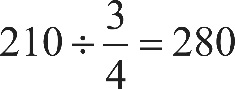 210 ÷ 3/4 = 280